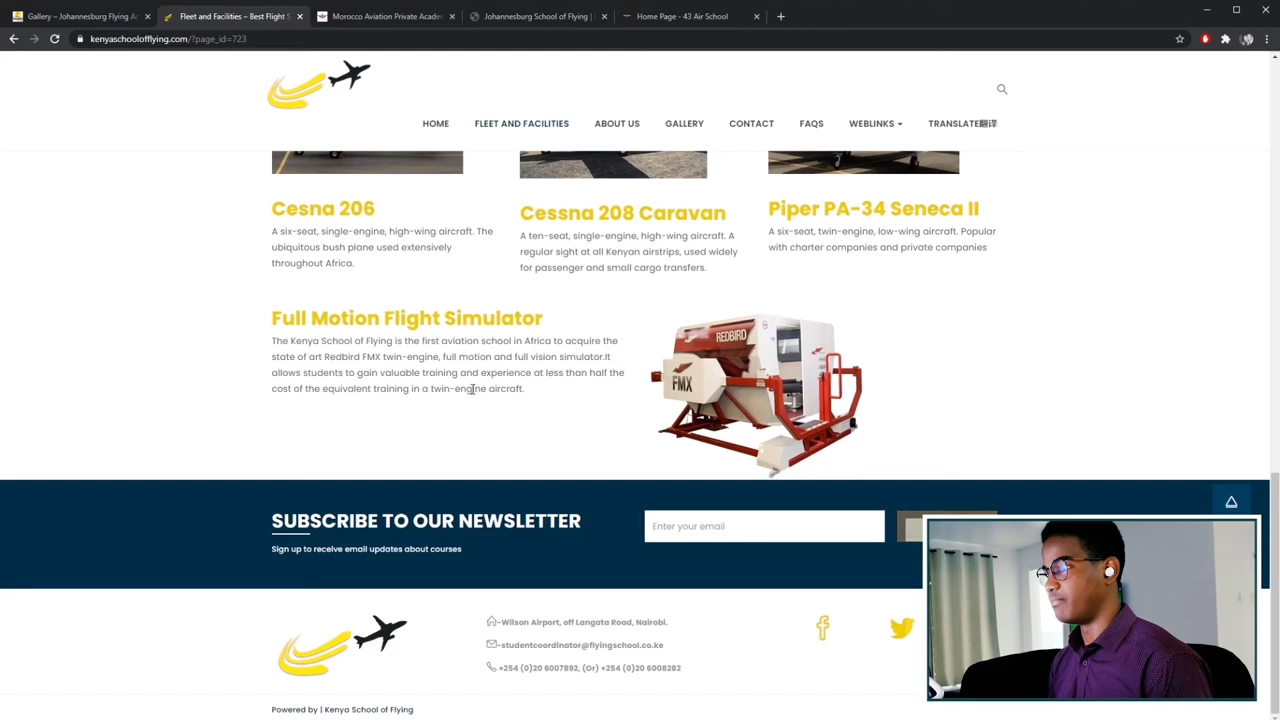 Gallery – Johannesburg Flying Ac
Fleet and Facilities – Best Flight S
Morocco Aviation Private Acade
Johannesburg School of Flying |
Home Page - 43 Air School
kenyaschoolofflying.com/?page_id=723
HOME
FLEET AND FACILITIES
ABOUT US
GALLERY
CONTACT
FAQS
WEBLINKS
TRANSLATE翻译
Cesna 206
A six-seat, single-engine, high-wing aircraft. The
ubiquitous bush plane used extensively
throughout Africa.
Cessna 208 Caravan
A ten-seat, single-engine, high-wing aircraft. A
regular sight at all Kenyan airstrips, used widely
for passenger and small cargo transfers.
Piper PA-34 Seneca II
A six-seat, twin-engine, low-wing aircraft. Popular
with charter companies and private companies
Full Motion Flight Simulator
The Kenya School of Flying is the first aviation school in Africa to acquire the
state of art Redbird FMX twin-engine, full motion and full vision simulator.It
allows students to gain valuable training and experience at less than half the
cost of the equivalent training in a twin-engine aircraft.
REDBIRD
FMX
SUBSCRIBE TO OUR NEWSLETTER
Sign up to receive email updates about courses
Enter your email
-Wilson Airport, off Langata Road, Nairobi.
-studentcoordinator@flyingschool.co.ke
+254 (0)20 6007892, (Or) +254 (0)20 6008282
Powered by | Kenya School of Flying